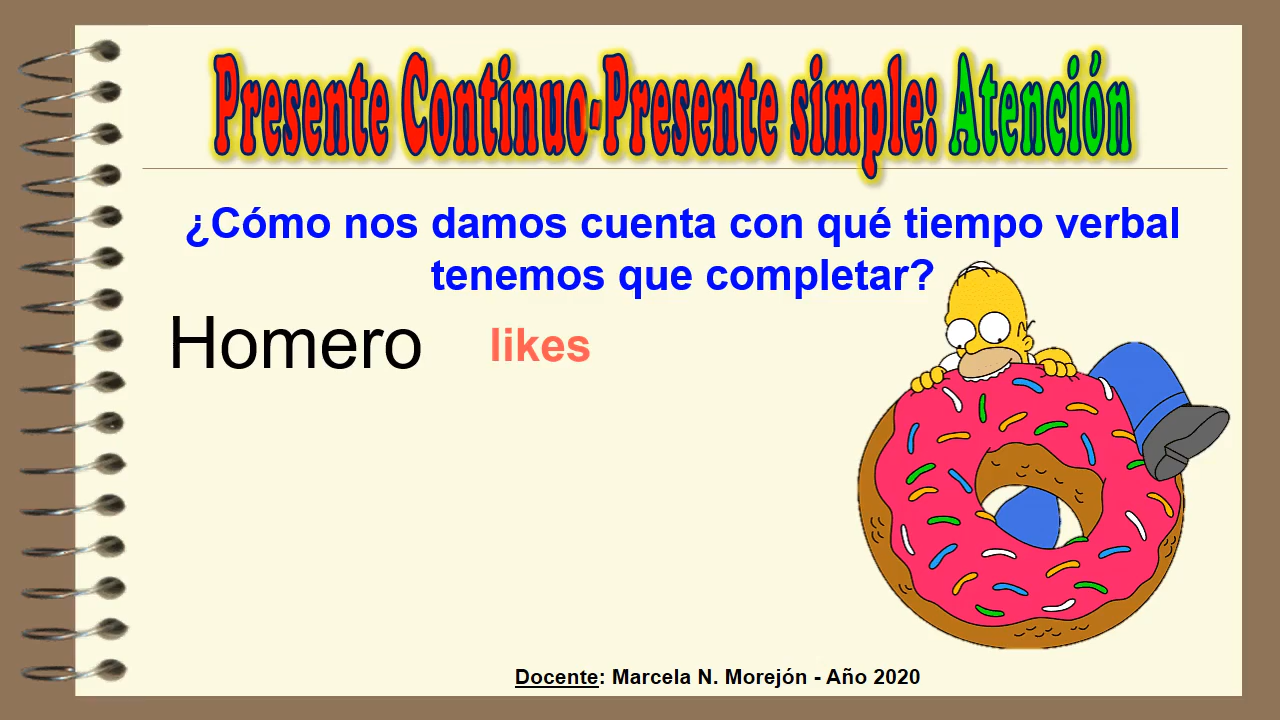 Presente Continuo-Presente simple: Atención
¿Cómo nos damos cuenta con qué tiempo verbal
tenemos que completar?
Homero likes
Docente: Marcela N. Morejón - Año 2020